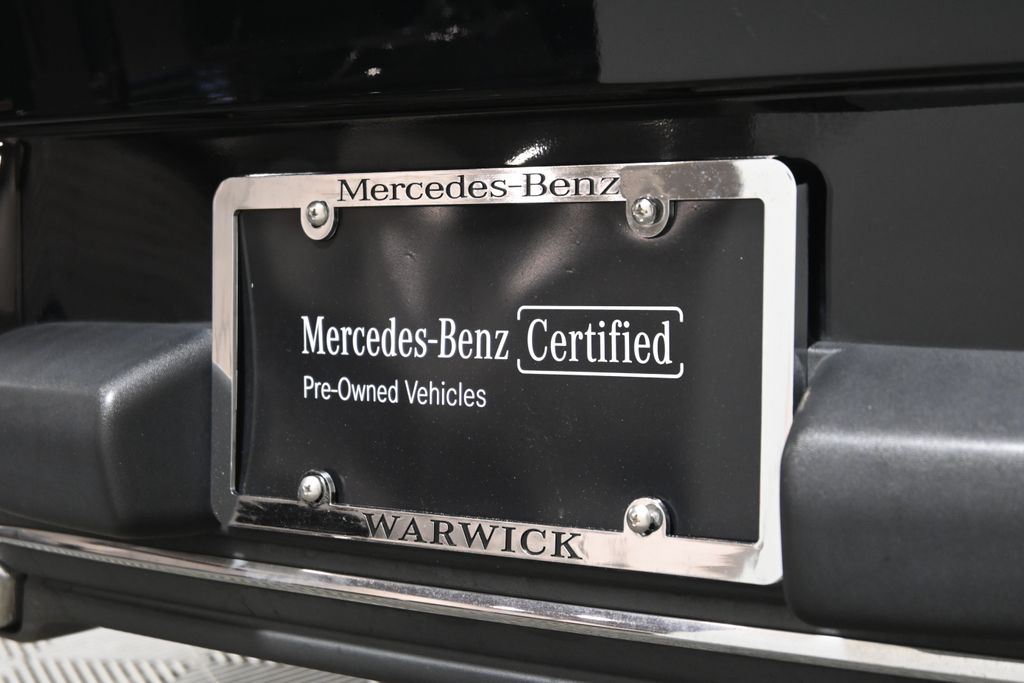 Mercedes-Benz
Mercedes-Benz Certified
Pre-Owned Vehicles
WARWICK